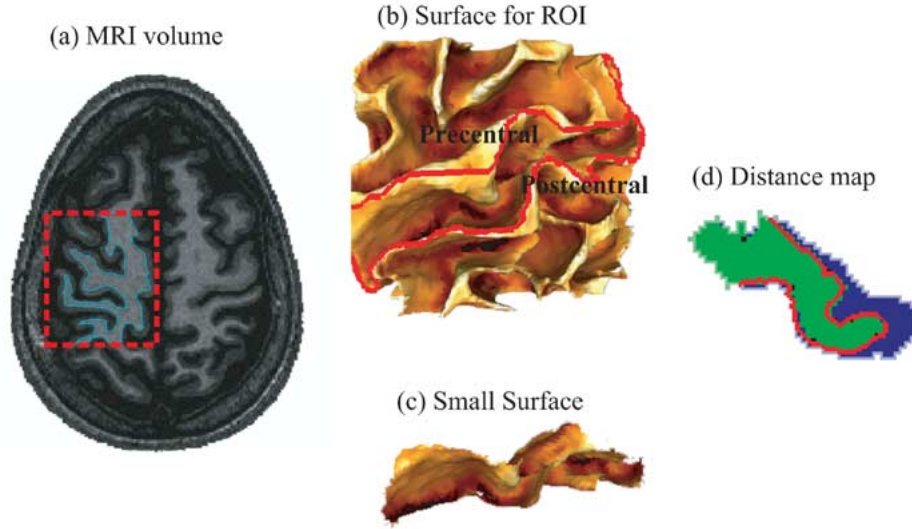 (a) MRI volume
(b) Surface for ROI
Precentral
Postcentral
(c) Small Surface
(d) Distance map